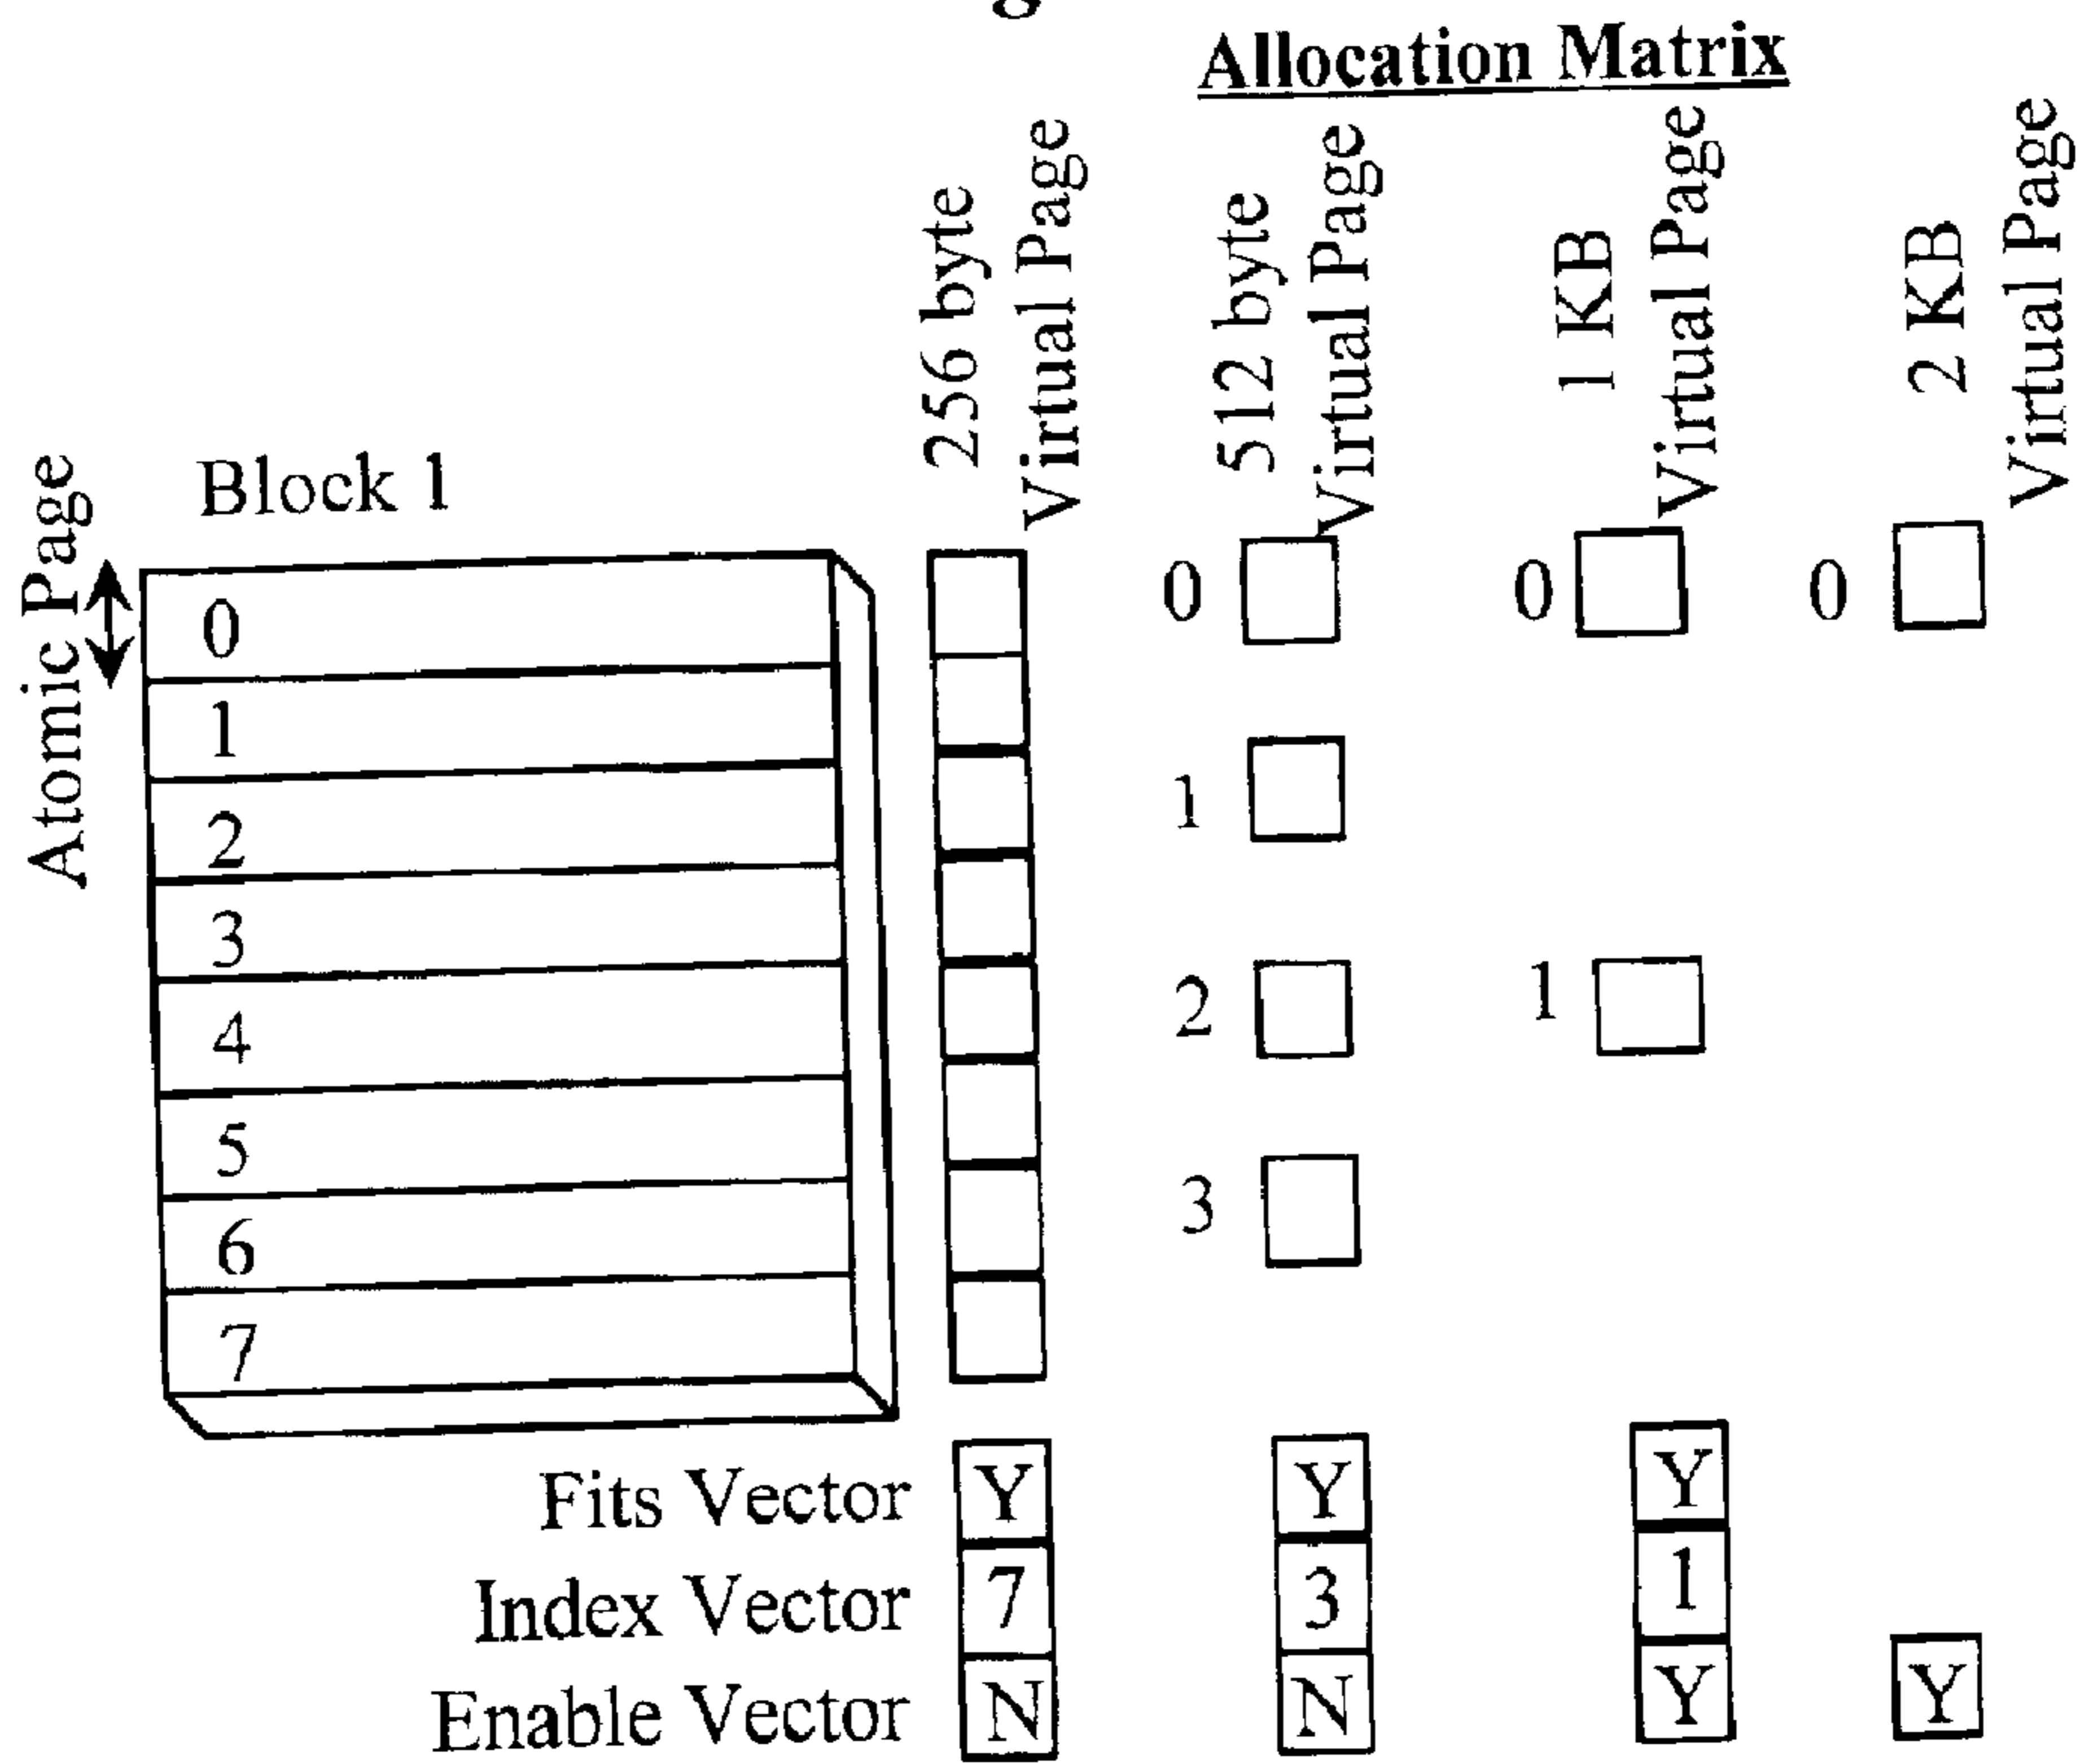 Allocation Matrix
256 byte
Virtual Page
512 byte
Virtual Page
1 KB
Virtual Page
2 KB
Virtual Page
Atomic Page
Block 1
0
1
2
3
4
5
6
7
0
1
2
3
0
1
0
Fits Vector Y Y Y
Index Vector 7 3 1
Enable Vector N N Y Y